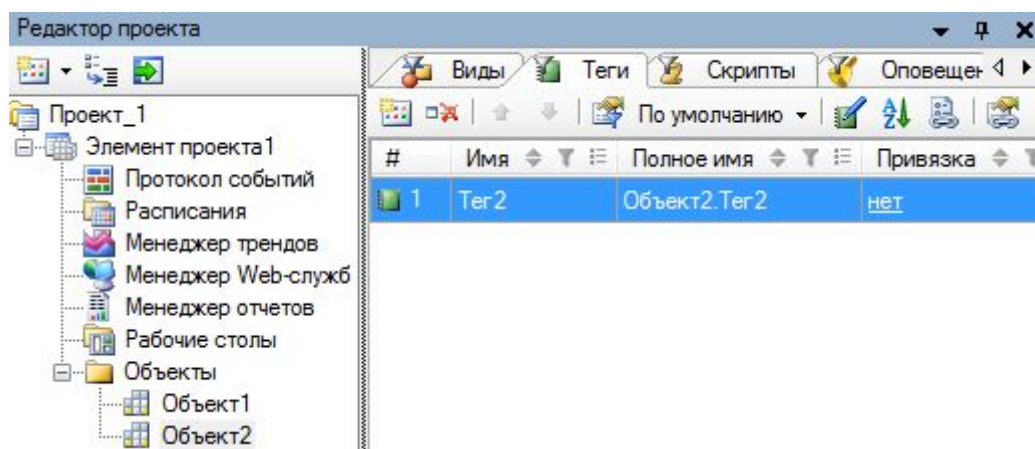 Редактор проекта
Виды Теги Скрипты Оповещен
По умолчанию
Проект_1
Элемент проекта1
Протокол событий
Расписания
Менеджер трендов
Менеджер Web-служб
Менеджер отчетов
Рабочие столы
Объекты
Объект1
Объект2
# Имя Полное имя Привязка
1 Тег2 Объект2.Тег2 нет